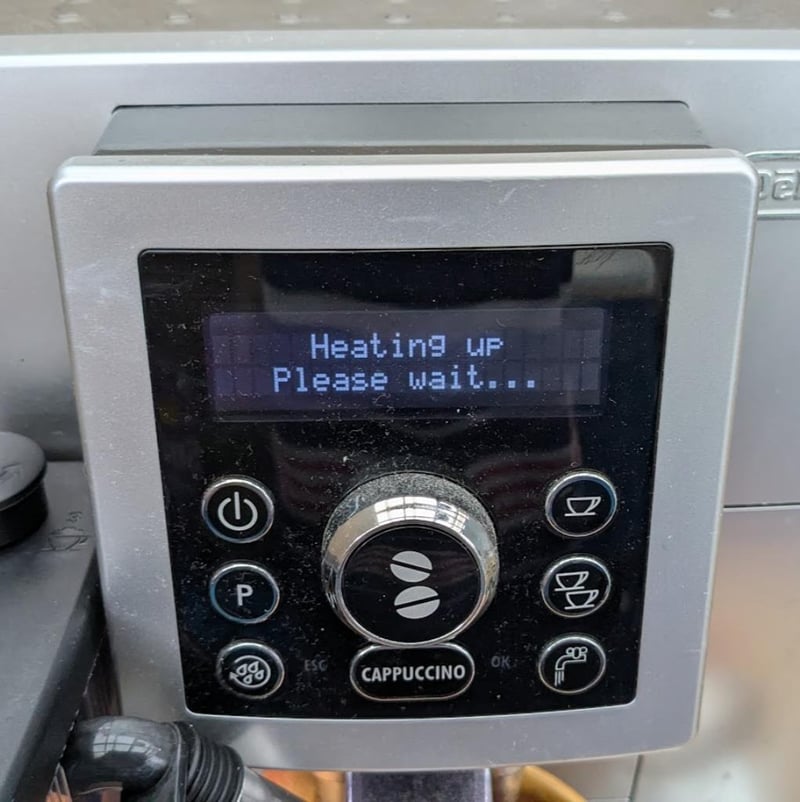 Heating up
Please wait...
P
ESC
CAPPUCCINO
OK